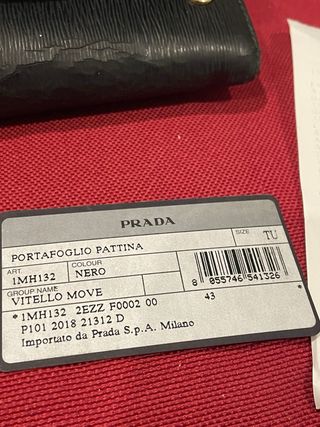 PRADA
PORTAFOGLIO PATTINA
SIZE TU
ART. 1MH132 COLOUR NERO
GROUP NAME
VITELLO MOVE
8 855746 541326
*1MH132 2EZZ F0002 00 43 *
P101 2018 21312 D
Importato da Prada S.p.A. Milano